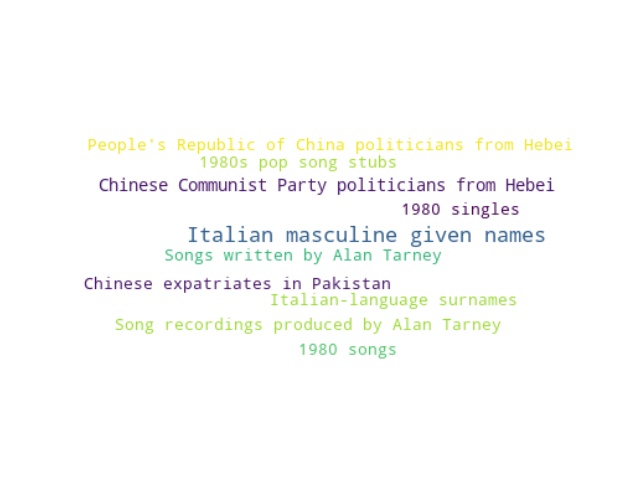 People's Republic of China politicians from Hebei
1980s pop song stubs
Chinese Communist Party politicians from Hebei
1980 singles
Italian masculine given names
Songs written by Alan Tarney
Chinese expatriates in Pakistan
Italian-language surnames
Song recordings produced by Alan Tarney
1980 songs